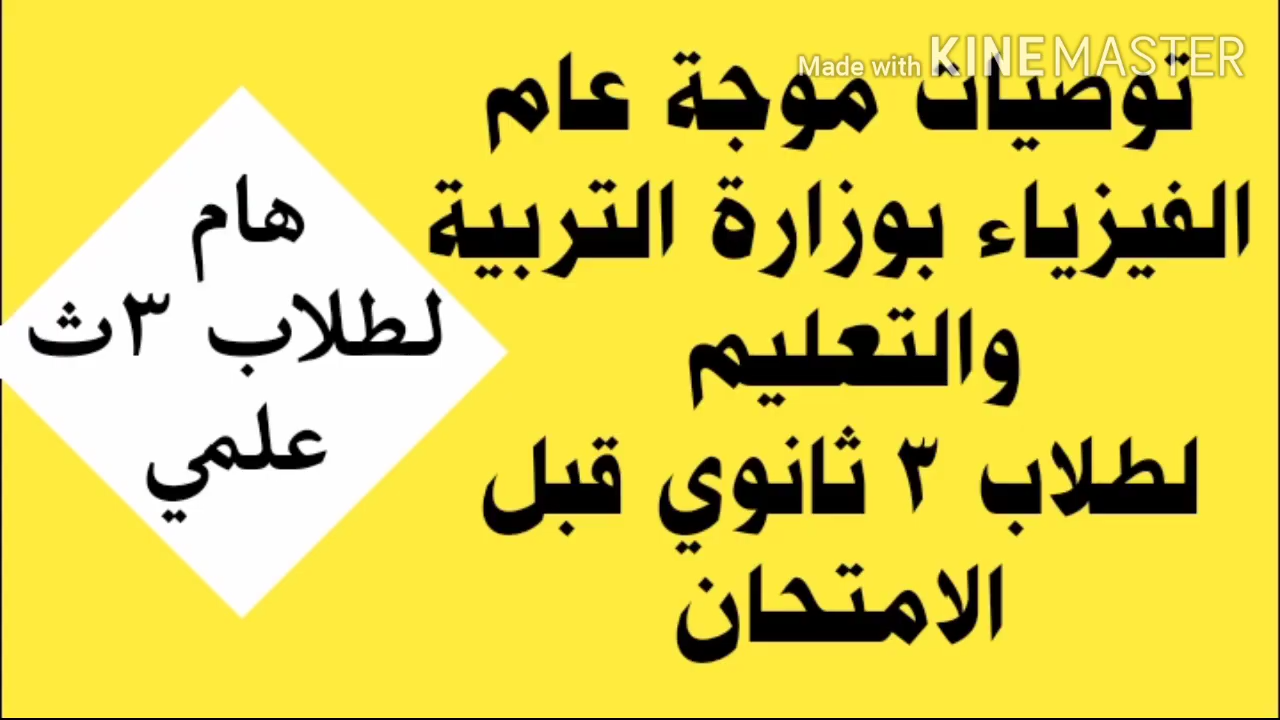 Made with KINEMASTER
توصيات موجة عام
الفيزياء بوزارة التربية
والتعليم
لطلاب ٣ ثانوي قبل
الامتحان
هام
لطلاب ٣ث
علمي